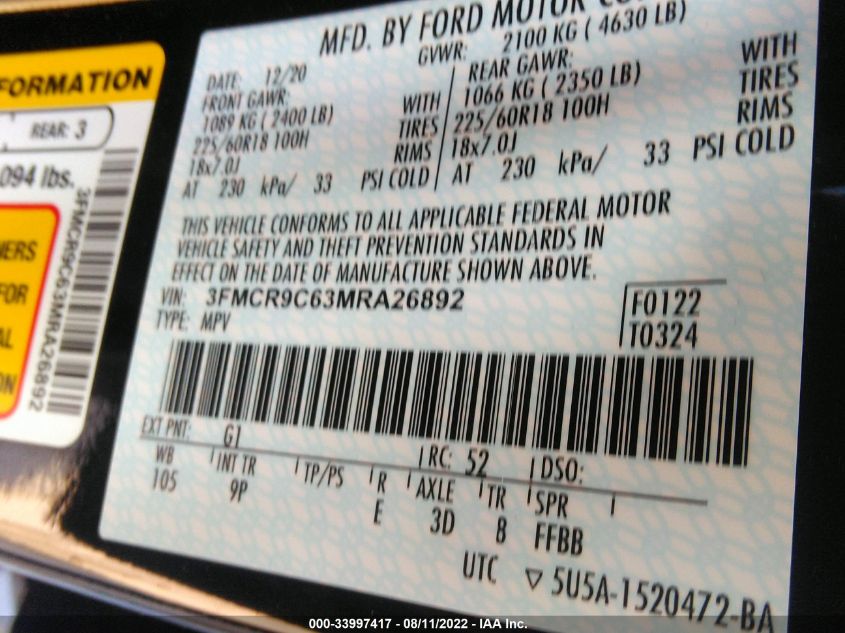 FORMATION
REAR: 3
094 lbs.
3FMCR9C63MRA26892
FOR
MFD. BY FORD MOTOR
GVWR: 2100 KG ( 4630 LB)
DATE: 12/20
FRONT GAWR:
1089 KG ( 2400 LB) WITH
225/60R18 100H TIRES
18x7.0J RIMS
AT 230 kPa/ 33 PSI COLD
REAR GAWR: WITH
1066 KG ( 2350 LB) TIRES
225/60R18 100H RIMS
18x7.0J
AT 230 kPa/ 33 PSI COLD
THIS VEHICLE CONFORMS TO ALL APPLICABLE FEDERAL MOTOR
VEHICLE SAFETY AND THEFT PREVENTION STANDARDS IN
EFFECT ON THE DATE OF MANUFACTURE SHOWN ABOVE.
VIN: 3FMCR9C63MRA26892
TYPE: MPV
F0122
T0324
EXT PNT: G1 RC: 52 DSO:
WB INT TR TP/PS R AXLE TR SPR
105 9P E 3D 8 FFBB
UTC ▽ 5U5A-1520472-BA
000-33997417 - 08/11/2022 - IAA Inc.